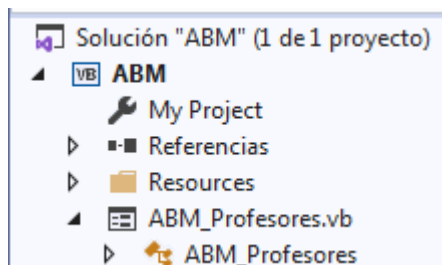 Solución "ABM" (1 de 1 proyecto)
VB ABM
My Project
Referencias
Resources
ABM_Profesores.vb
ABM_Profesores